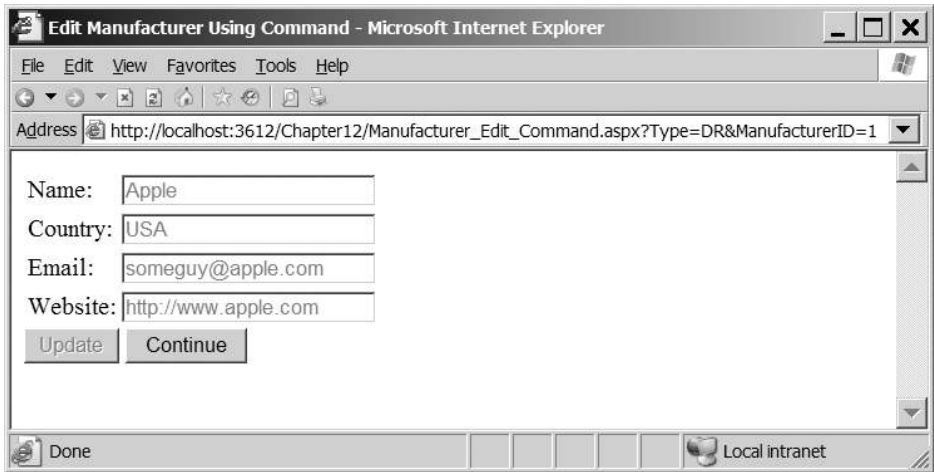 Edit Manufacturer Using Command - Microsoft Internet Explorer
File Edit View Favorites Tools Help
Address http://localhost:3612/Chapter12/Manufacturer_Edit_Command.aspx?Type=DR&ManufacturerID=1
Name: Apple
Country: USA
Email: someguy@apple.com
Website: http://www.apple.com
Update Continue
Done Local intranet